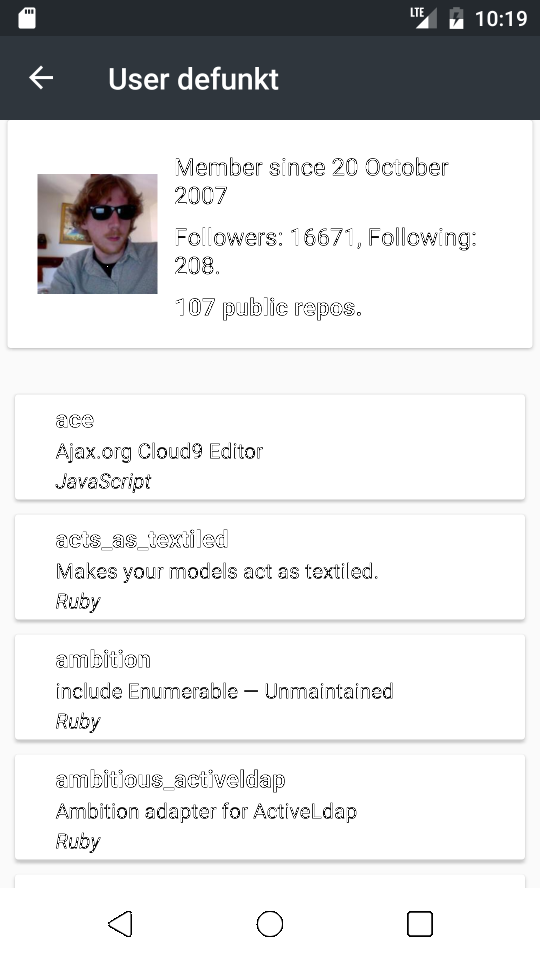 LTE 10:19
User defunkt
Member since 20 October
2007
Followers: 16671, Following:
208.
107 public repos.
ace
Ajax.org Cloud9 Editor
JavaScript
acts_as_textiled
Makes your models act as textiled.
Ruby
ambition
include Enumerable — Unmaintained
Ruby
ambitious_activeldap
Ambition adapter for ActiveLdap
Ruby